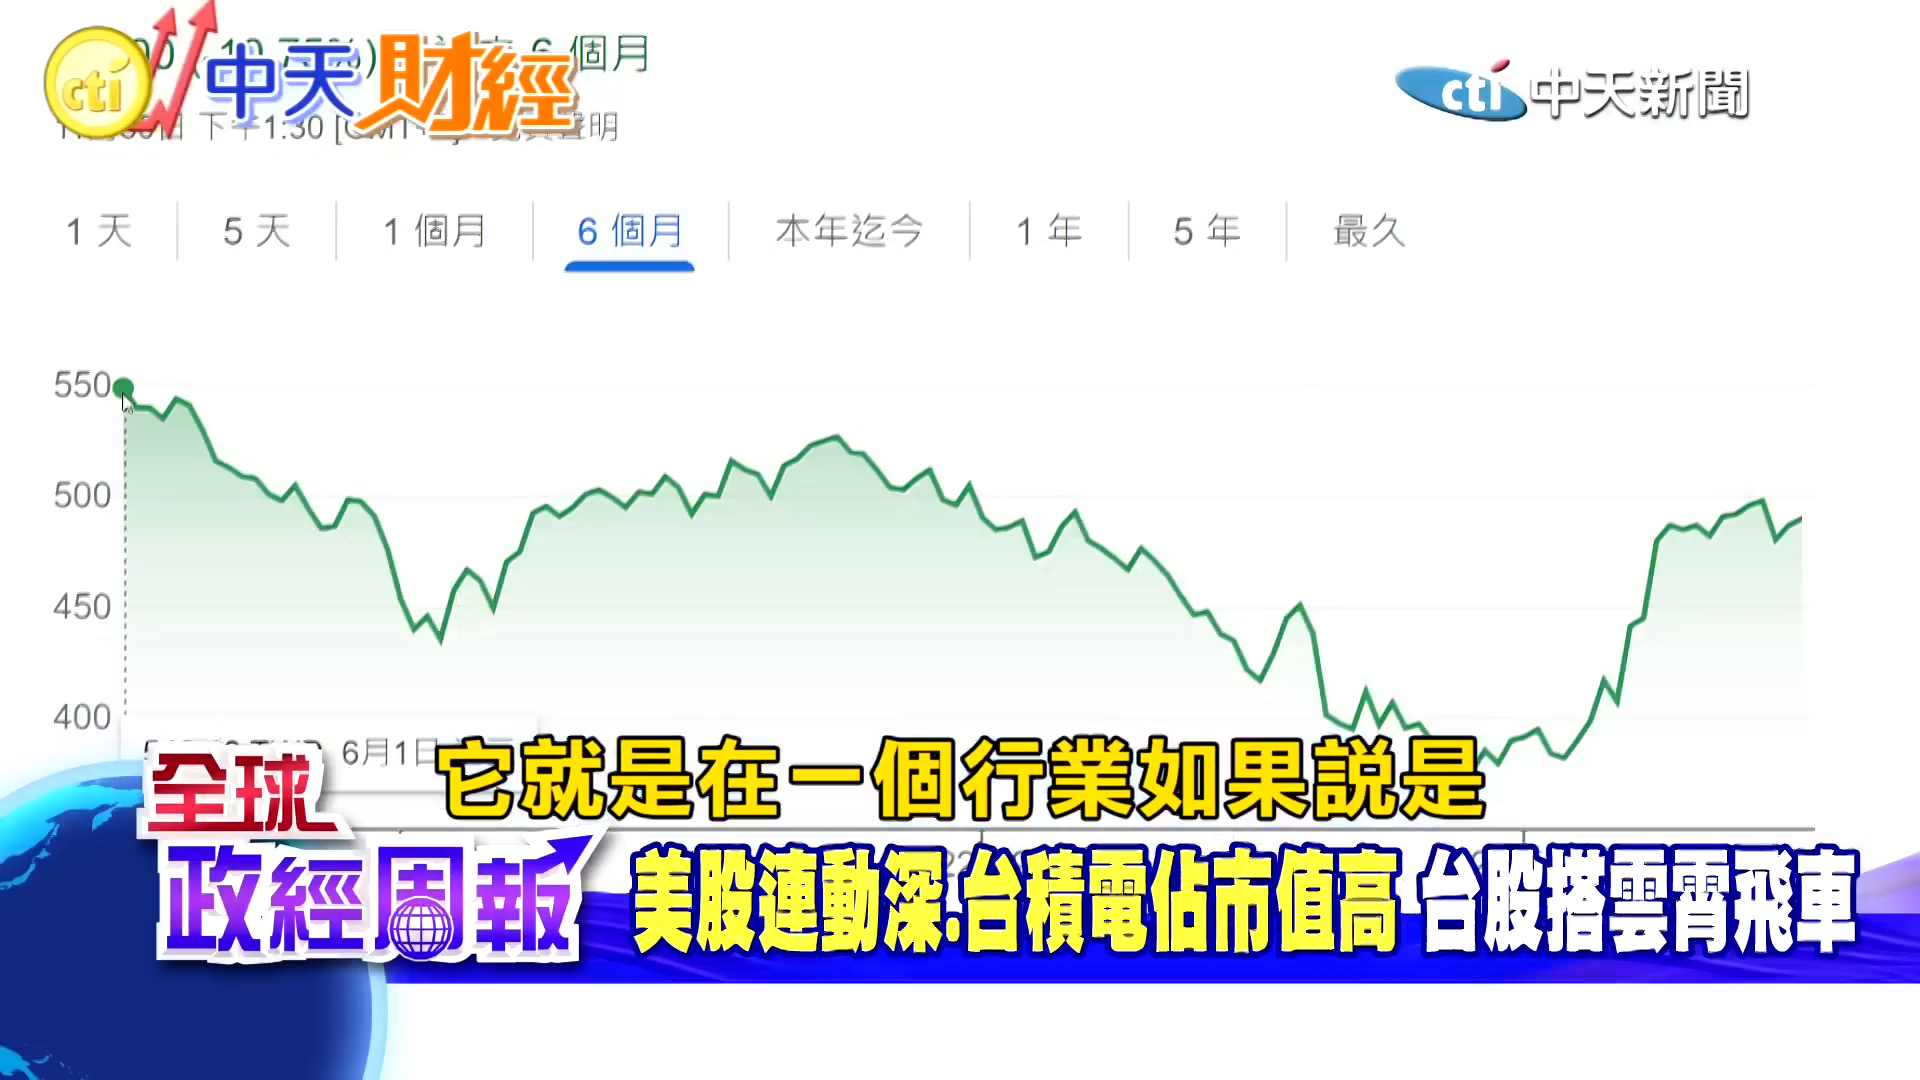 cti 中天財經
6 個月
cti 中天新聞
下午1:30
1 天 5 天 1 個月 6 個月 本年迄今 1 年 5 年 最久
550
500
450
400
6月1日
它就是在一個行業如果説是
全球
政經周報
美股連動深.台積電佔市值高 台股搭雲霄飛車